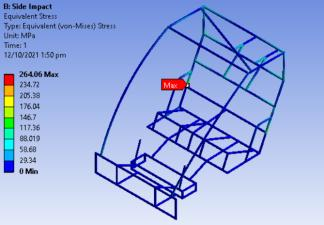 B: Side Impact
Equivalent Stress
Type: Equivalent (von-Mises) Stress
Unit: MPa
Time: 1
12/10/2021 1:50 pm
264.06 Max
234.72
205.38
176.04
146.7
117.36
88.019
58.68
29.34
0 Min
Max